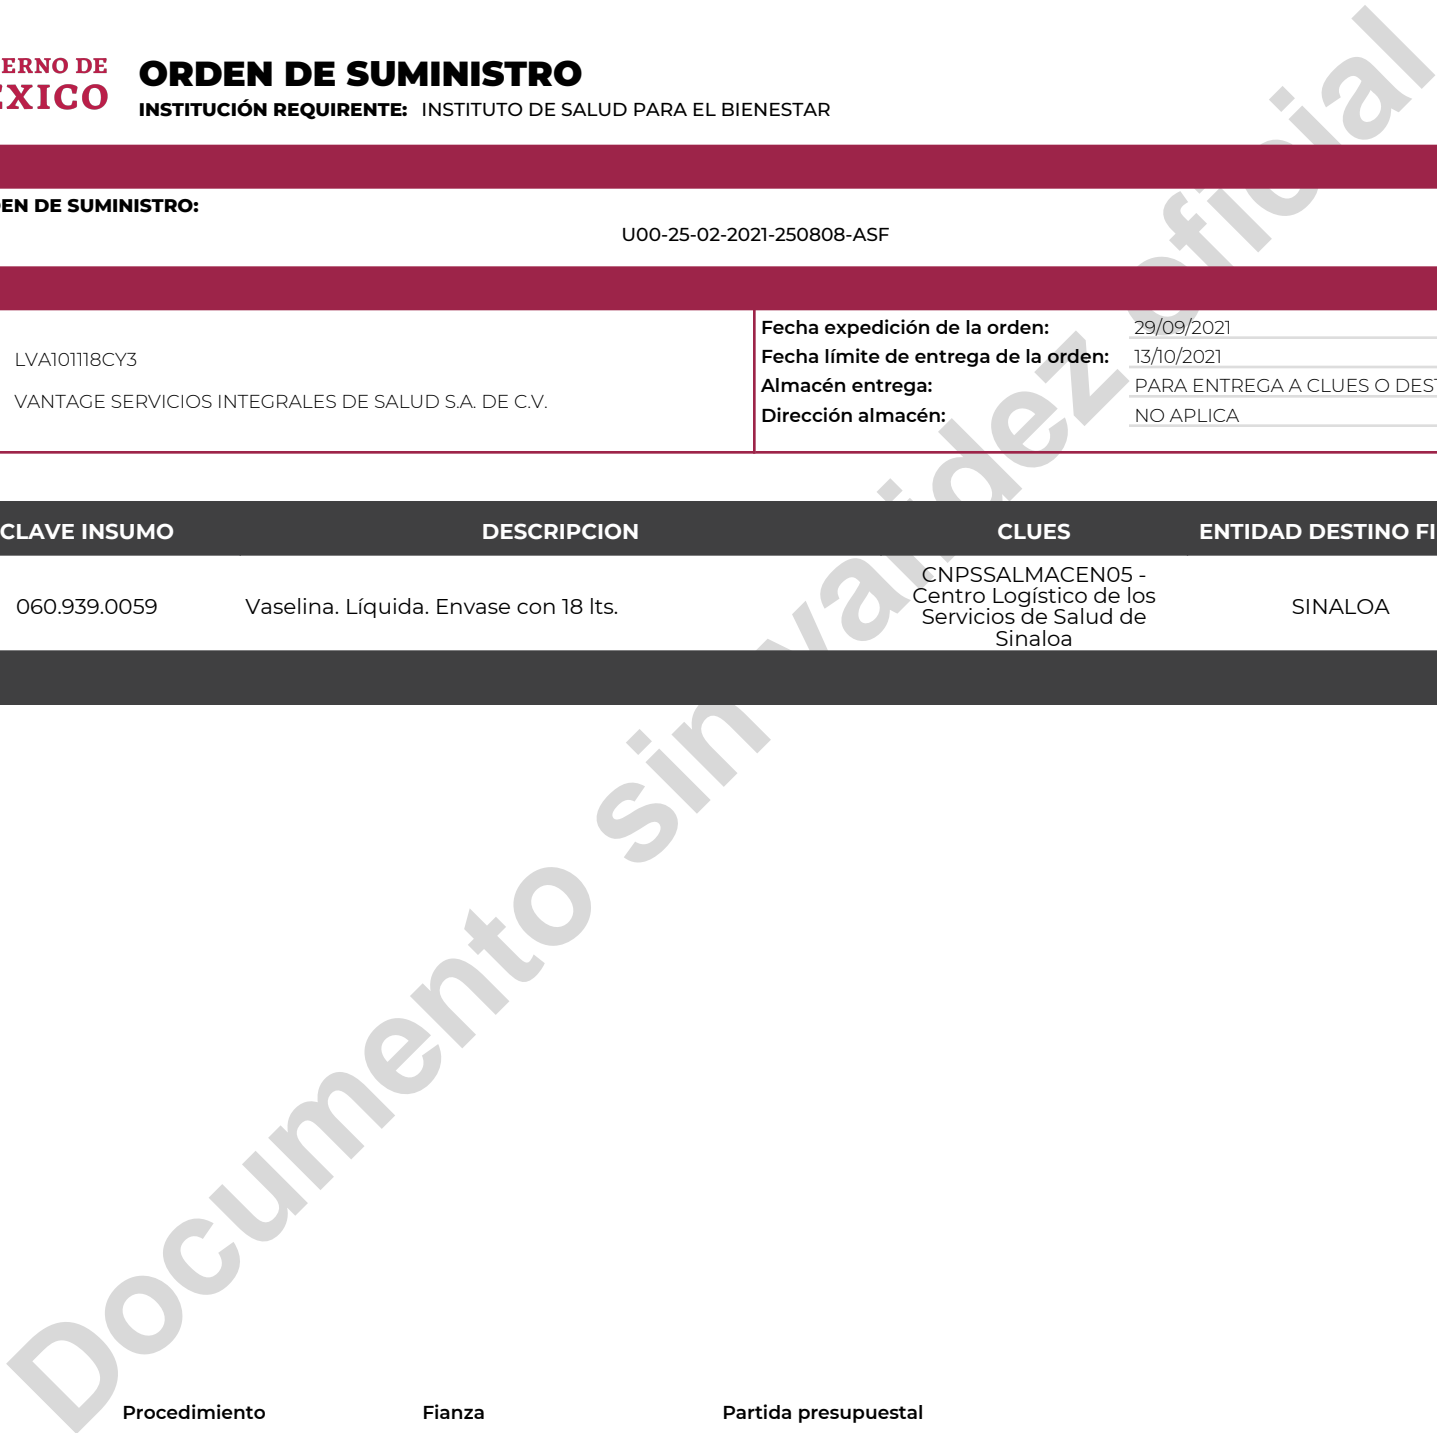 ERNO DE
EXICO
ORDEN DE SUMINISTRO
INSTITUCIÓN REQUIRENTE: INSTITUTO DE SALUD PARA EL BIENESTAR
EN DE SUMINISTRO:
U00-25-02-2021-250808-ASF
LVA101118CY3
VANTAGE SERVICIOS INTEGRALES DE SALUD S.A. DE C.V.
Fecha expedición de la orden: 29/09/2021
Fecha límite de entrega de la orden: 13/10/2021
Almacén entrega: PARA ENTREGA A CLUES O DEST
Dirección almacén: NO APLICA
CLAVE INSUMO DESCRIPCION CLUES ENTIDAD DESTINO FI
060.939.0059 Vaselina. Líquida. Envase con 18 lts. SINALOA
CNPSSALMACEN05 -
Centro Logístico de los
Servicios de Salud de
Sinaloa
Documento sin validez oficial
Procedimiento Fianza Partida presupuestal